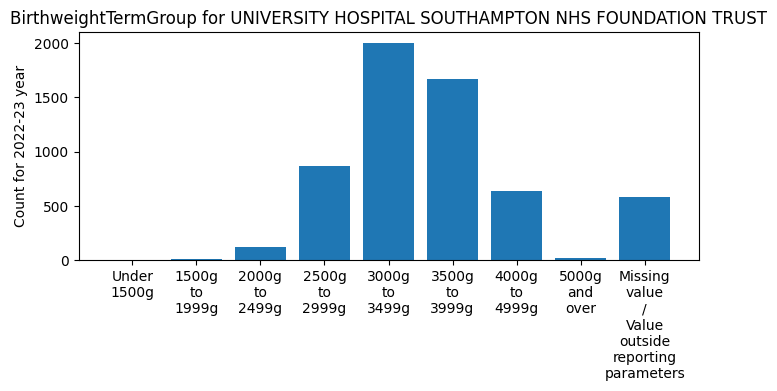 BirthweightTermGroup for UNIVERSITY HOSPITAL SOUTHAMPTON NHS FOUNDATION TRUST
Count for 2022-23 year
2000
1500
1000
500
0
Under
1500g
1500g
to
1999g
2000g
to
2499g
2500g
to
2999g
3000g
to
3499g
3500g
to
3999g
4000g
to
4999g
5000g
and
over
Missing
value
/
Value
outside
reporting
parameters